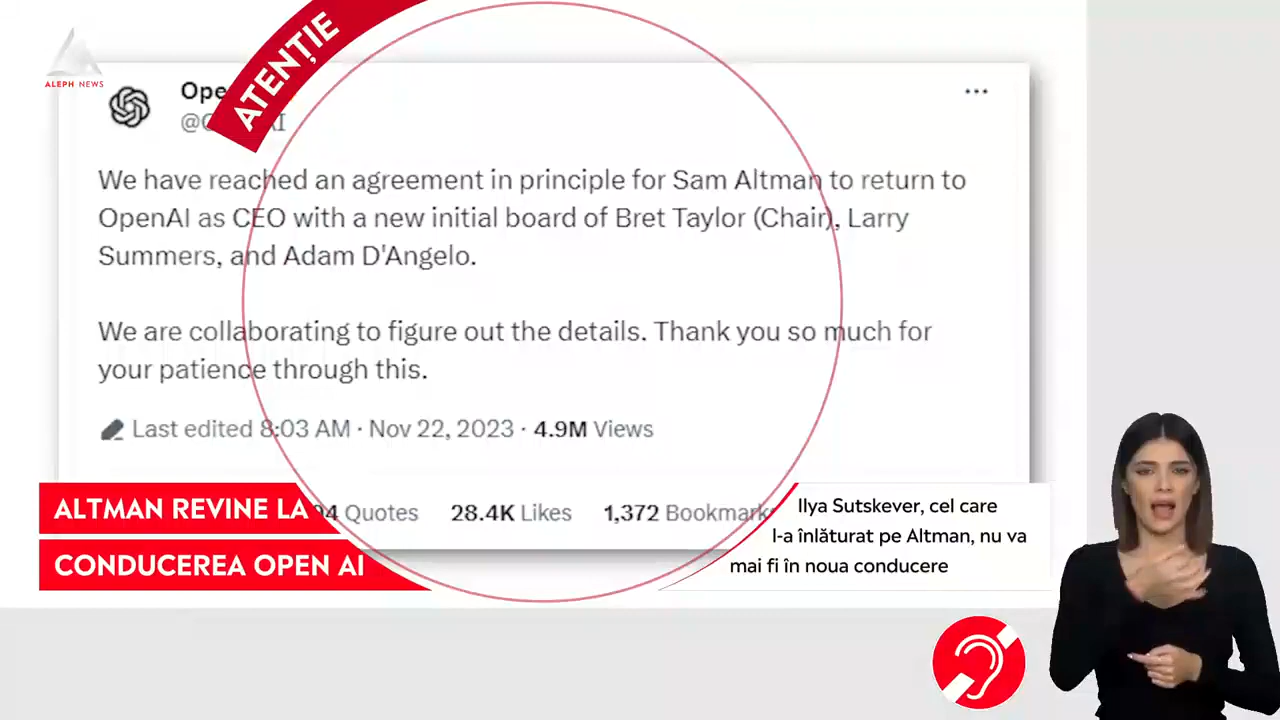 ATENȚIE
ALEPH NEWS
Ope
@O AI
We have reached an agreement in principle for Sam Altman to return to
OpenAI as CEO with a new initial board of Bret Taylor (Chair), Larry
Summers, and Adam D'Angelo.
We are collaborating to figure out the details. Thank you so much for
your patience through this.
Last edited 8:03 AM · Nov 22, 2023 · 4.9M Views
4 Quotes 28.4K Likes 1,372 Bookmark
ALTMAN REVINE LA
CONDUCEREA OPEN AI
Ilya Sutskever, cel care
l-a înlăturat pe Altman, nu va
mai fi în noua conducere